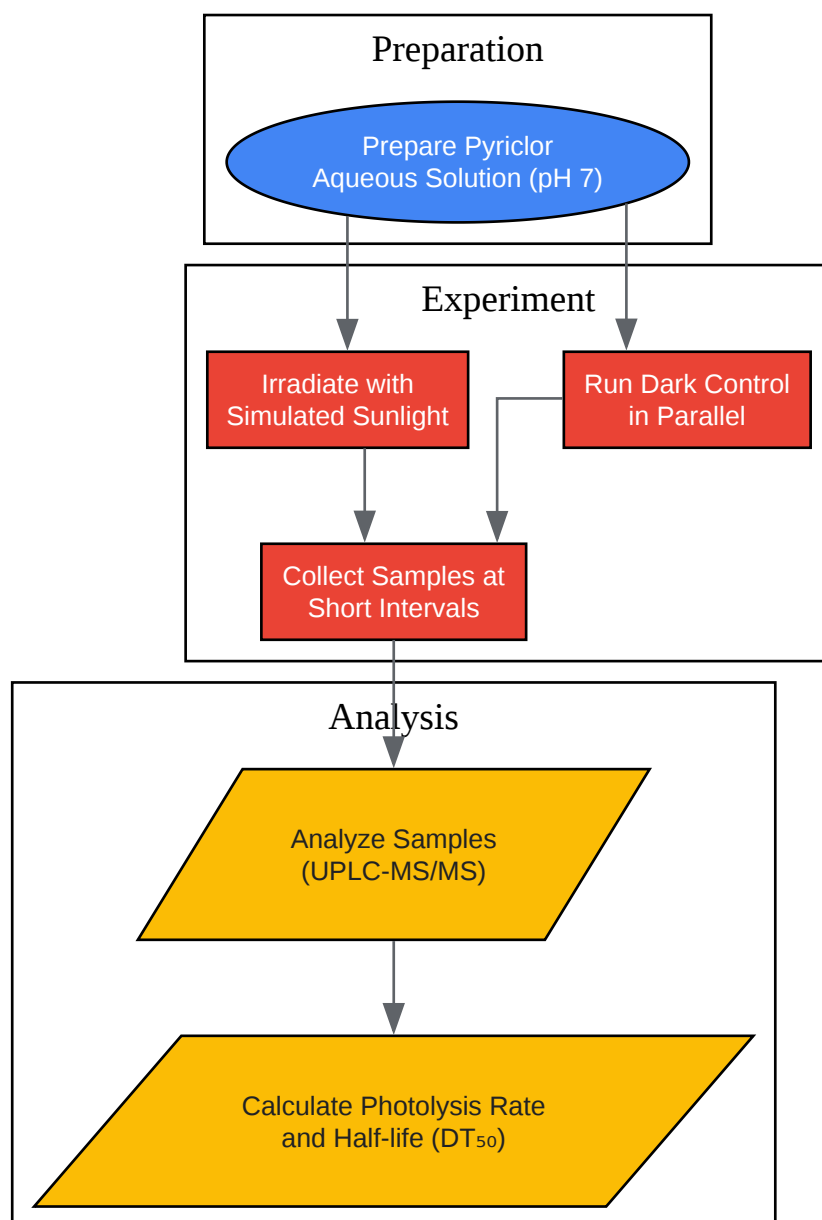 Preparation
Prepare Pyriclor
Aqueous Solution (pH 7)
Experiment
Irradiate with
Simulated Sunlight
Run Dark Control
in Parallel
Collect Samples at
Short Intervals
Analysis
Analyze Samples
(UPLC-MS/MS)
Calculate Photolysis Rate
and Half-life (DT₅₀)